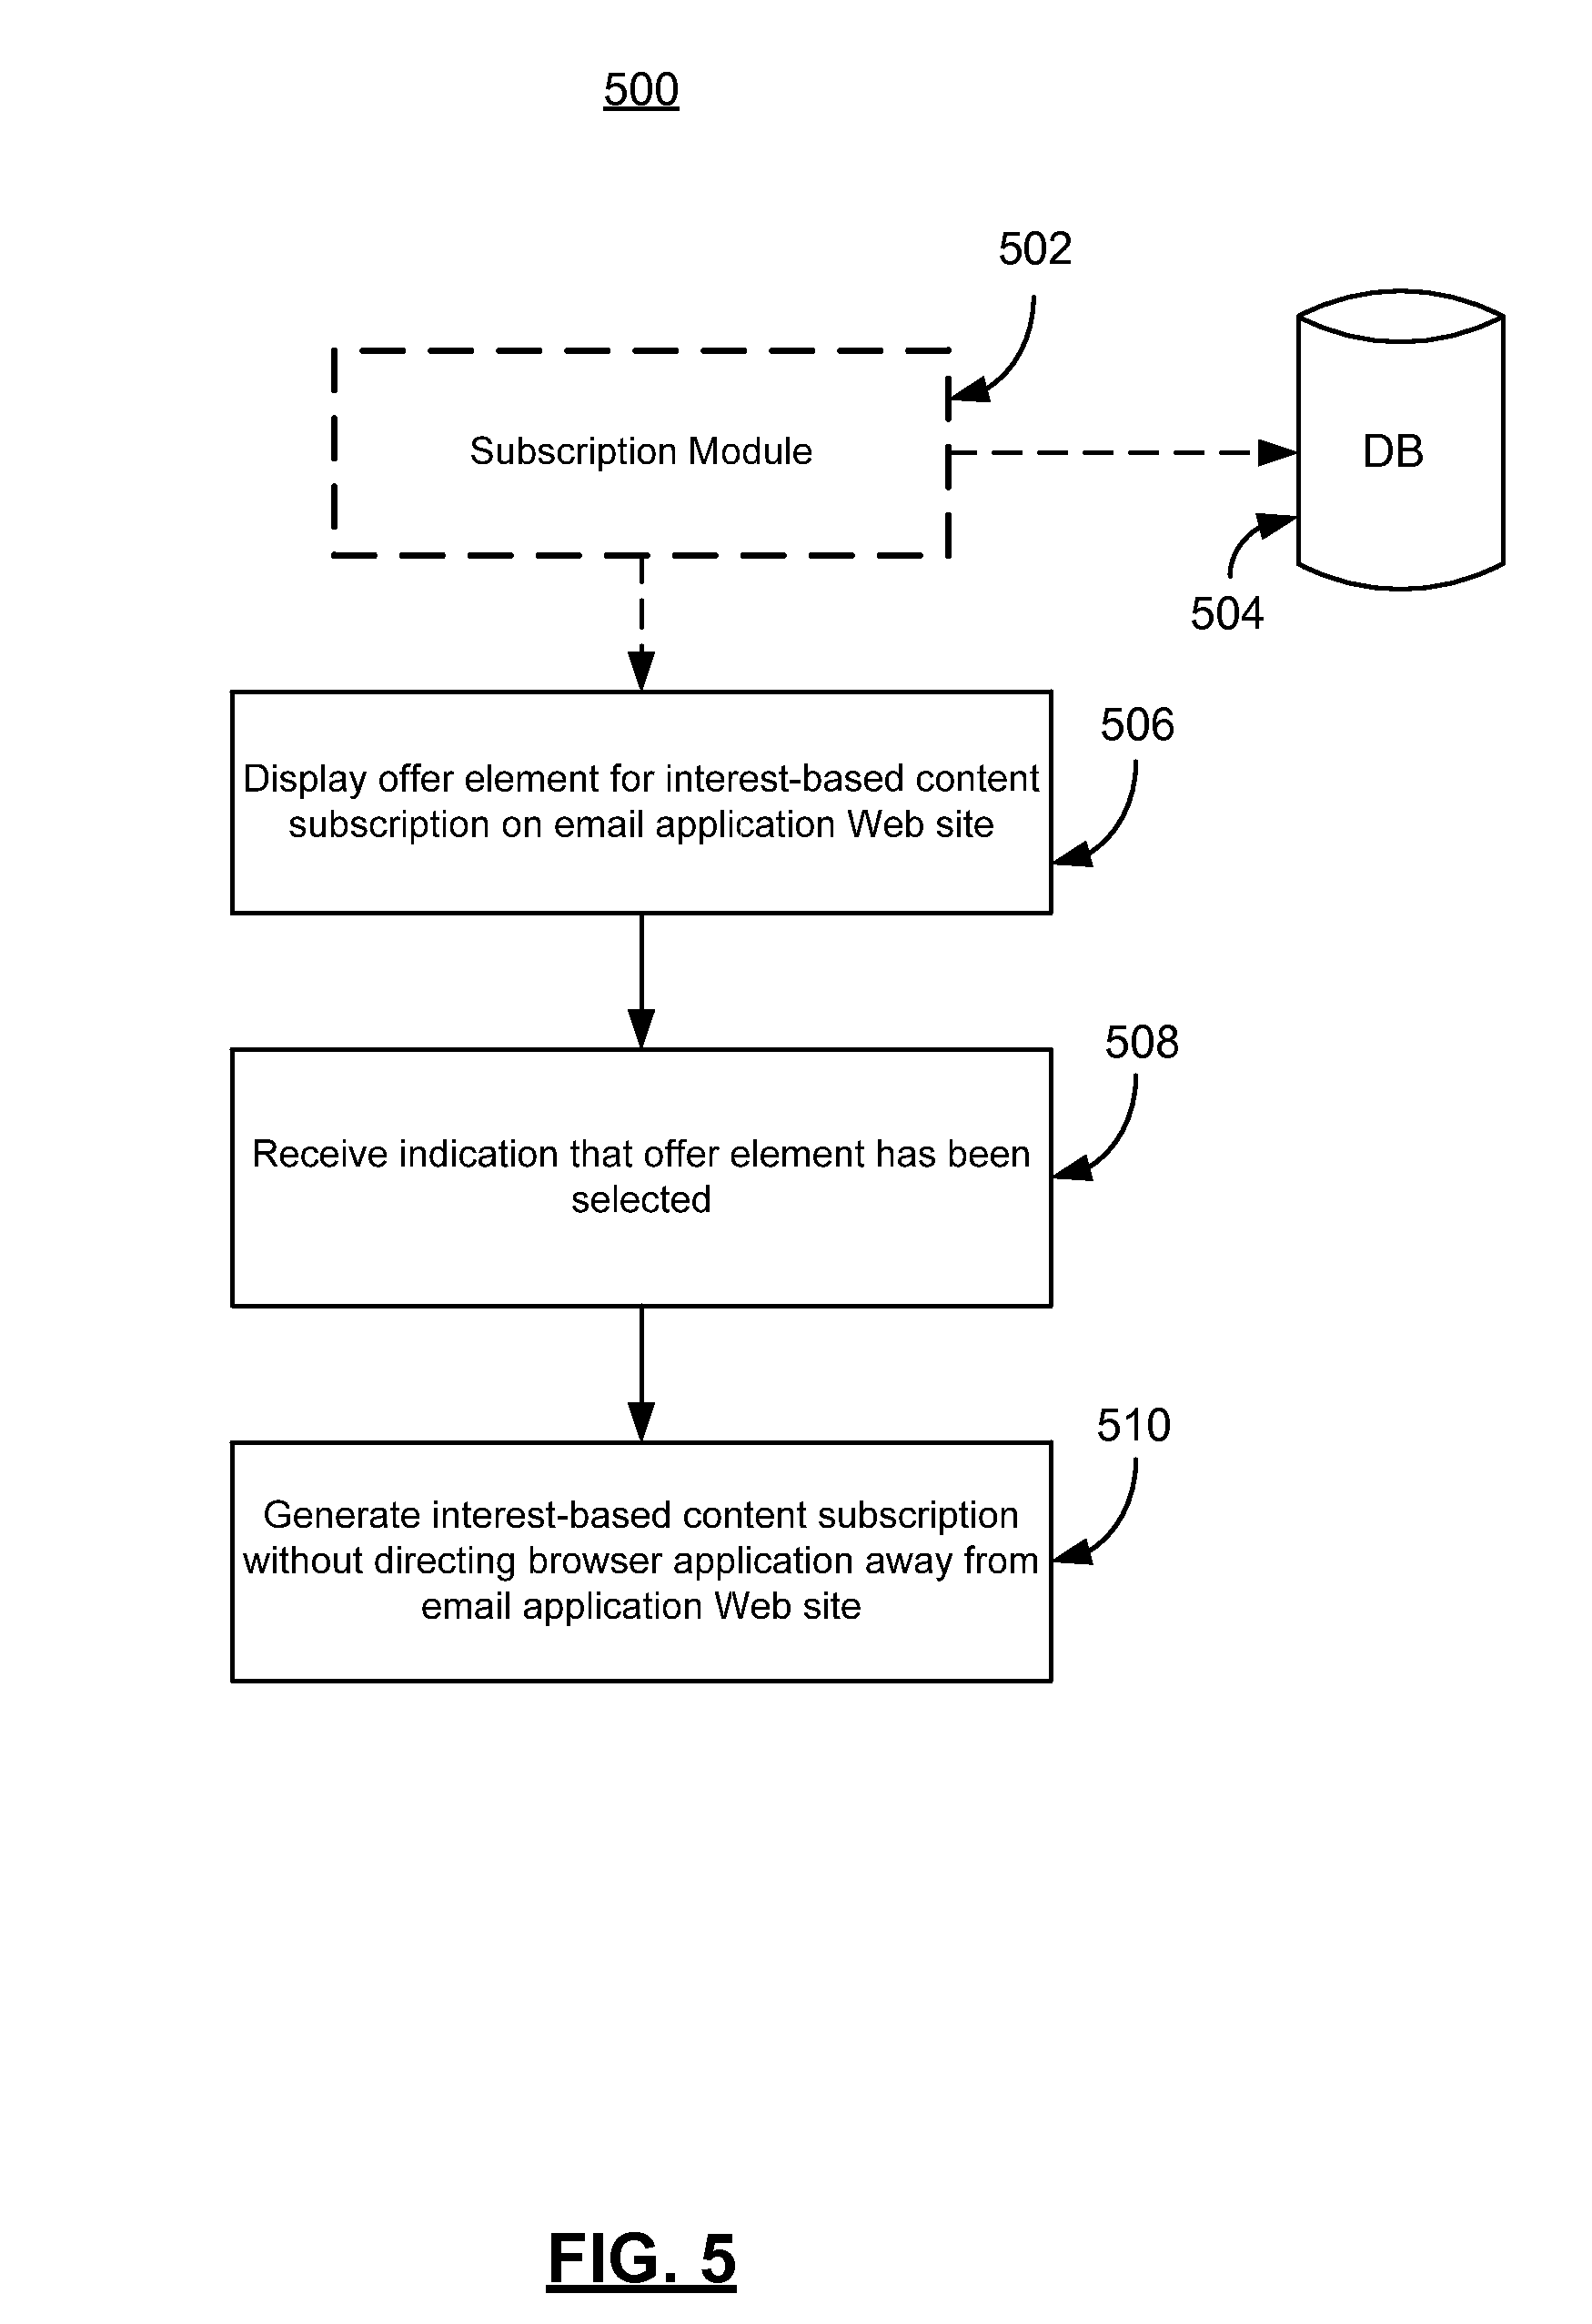 500
502
Subscription Module
DB
504
506
Display offer element for interest-based content
subscription on email application Web site
508
Receive indication that offer element has been
selected
510
Generate interest-based content subscription
without directing browser application away from
email application Web site
FIG. 5